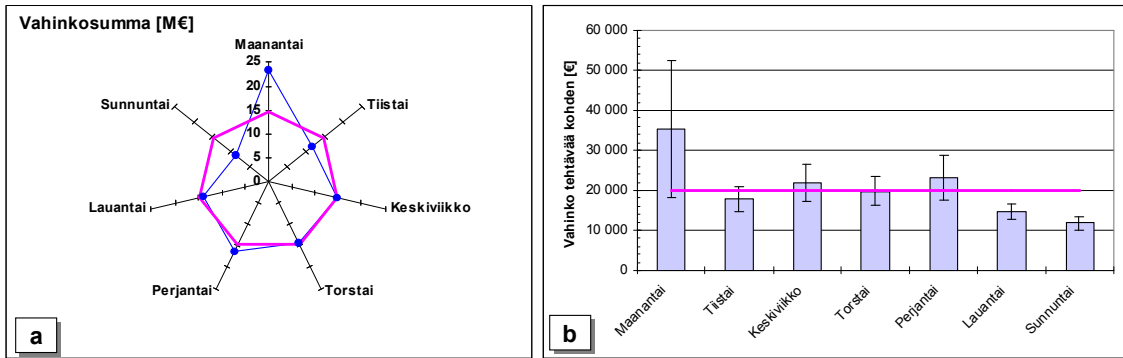 Vahinkosumma [M€]
Maanantai
25
20
15
10
5
0
Tiistai
Keskiviikko
Torstai
Perjantai
Lauantai
Sunnuntai
a
Vahinko tehtävää kohden [€]
60 000
50 000
40 000
30 000
20 000
10 000
0
Maanantai
Tiistai
Keskiviikko
Torstai
Perjantai
Lauantai
Sunnuntai
b